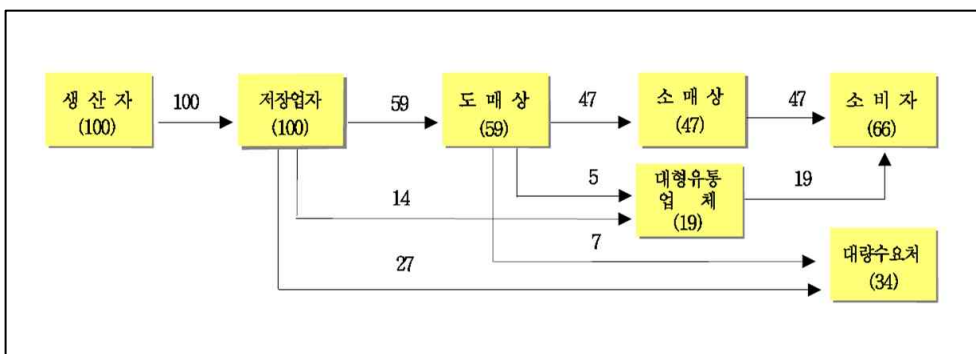 생 산 자
(100)
100
저장업자
(100)
59
도 매 상
(59)
47
소 매 상
(47)
47
소 비 자
(66)
14
5
대형유통
업 체
(19)
19
27
7
대량수요처
(34)